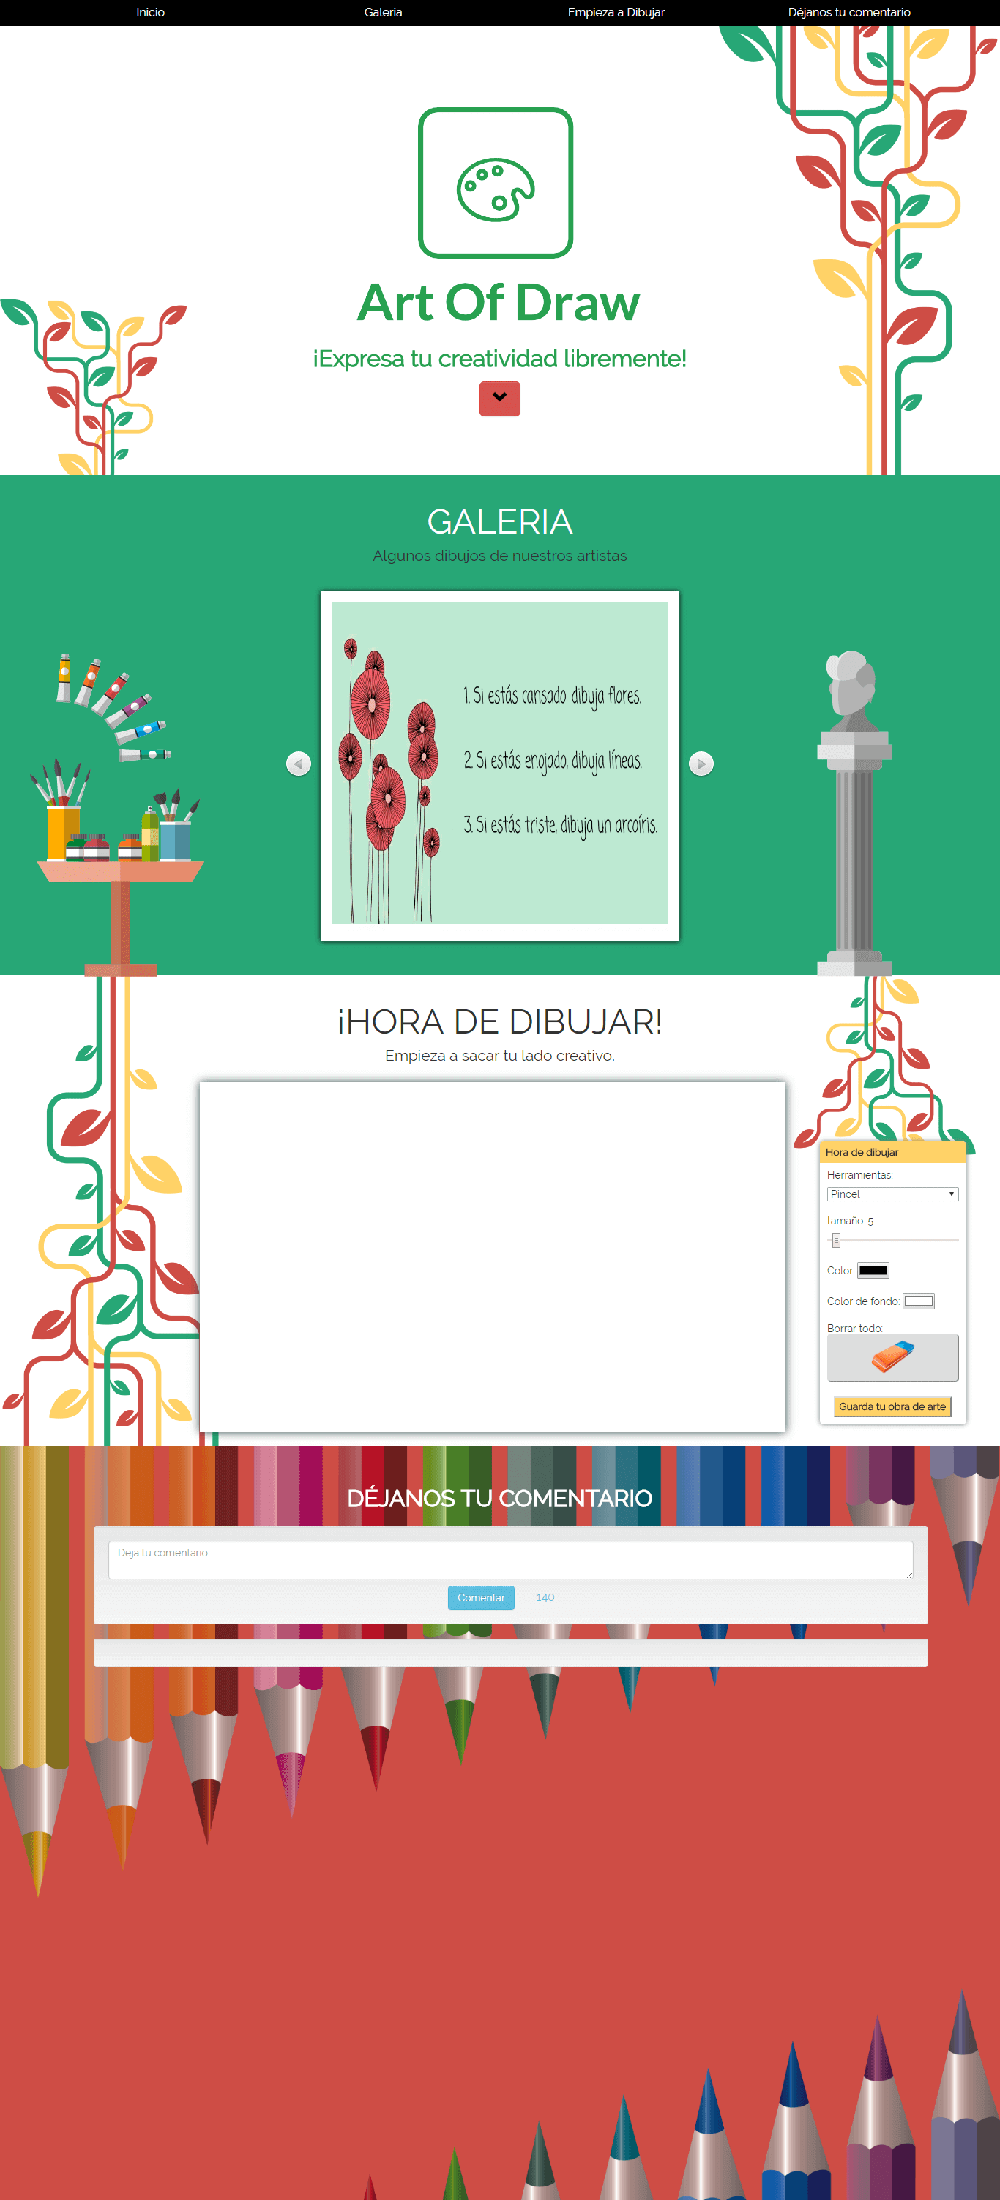 Inicio
Galeria
Empieza a Dibujar
Déjanos tu comentario
Art Of Draw
¡Expresa tu creatividad libremente!
GALERIA
Algunos dibujos de nuestros artistas
1. Si estás cansado dibuja flores.
2. Si estás enojado, dibuja líneas.
3. Si estás triste, dibuja un arcoíris.
¡HORA DE DIBUJAR!
Empieza a sacar tu lado creativo.
Hora de dibujar
Herramientas
Pincel
Tamaño: 5
Color:
Color de fondo:
Borrar todo:
Guarda tu obra de arte
DÉJANOS TU COMENTARIO
Deja tu comentario
Comentar
140